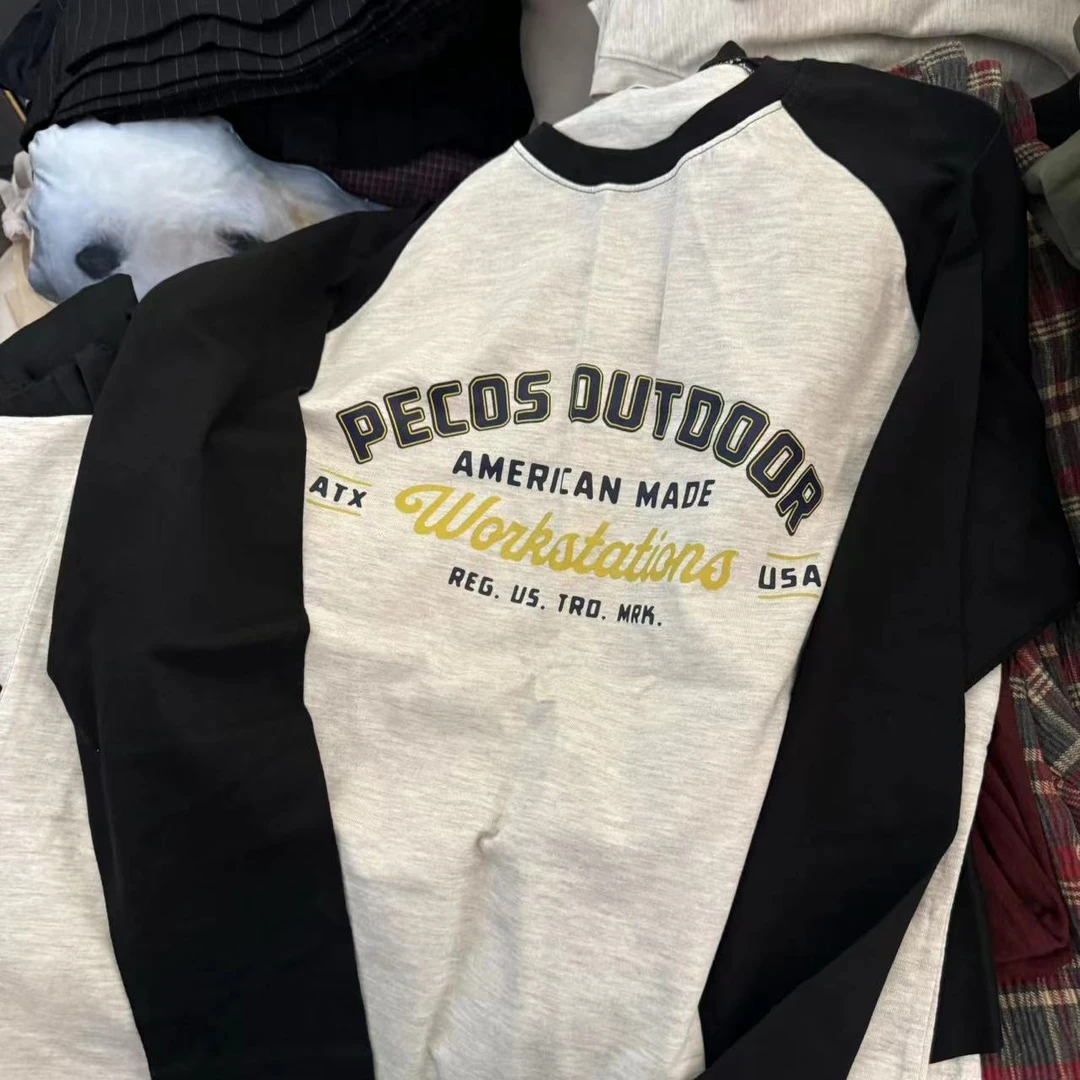 PECOS OUTDOOR
AMERICAN MADE
ATX
Workstations
USA
REG. US. TRD. MRK.